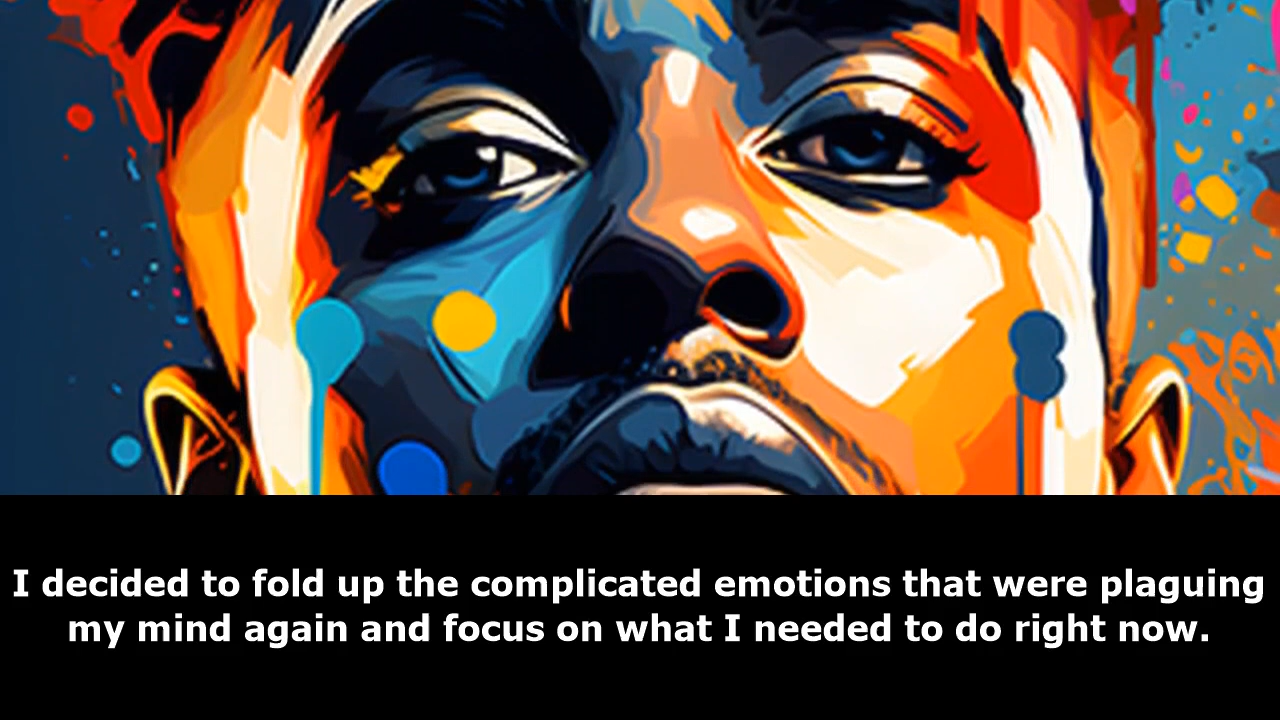 I decided to fold up the complicated emotions that were plaguing
my mind again and focus on what I needed to do right now.